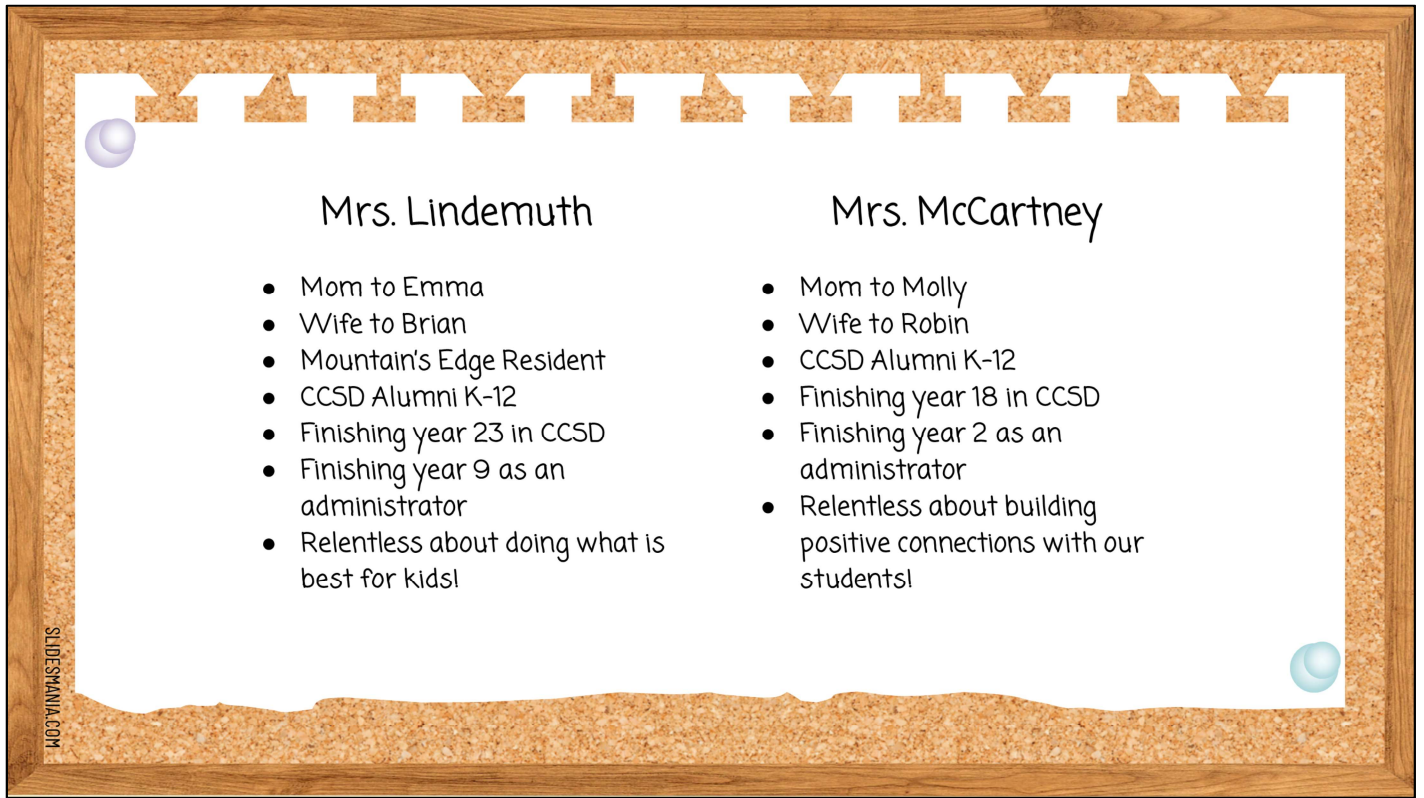 Mrs. Lindemuth
● Mom to Emma
● Wife to Brian
● Mountain's Edge Resident
● CCSD Alumni K-12
● Finishing year 23 in CCSD
● Finishing year 9 as an
administrator
● Relentless about doing what is
best for kids!
Mrs. McCartney
● Mom to Molly
● Wife to Robin
● CCSD Alumni K-12
● Finishing year 18 in CCSD
● Finishing year 2 as an
administrator
● Relentless about building
positive connections with our
students!
SLIDESMANIA.COM